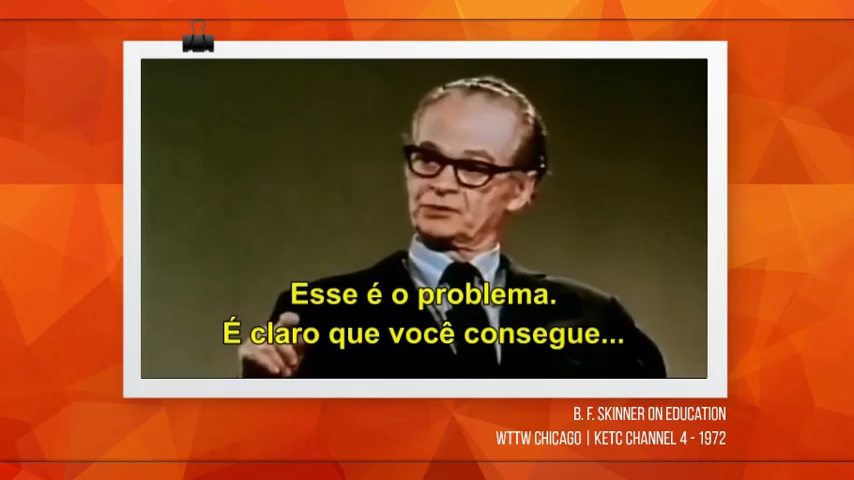 Esse é o problema.
É claro que você consegue...
B. F. SKINNER ON EDUCATION
WTTW CHICAGO | KETC CHANNEL 4 - 1972